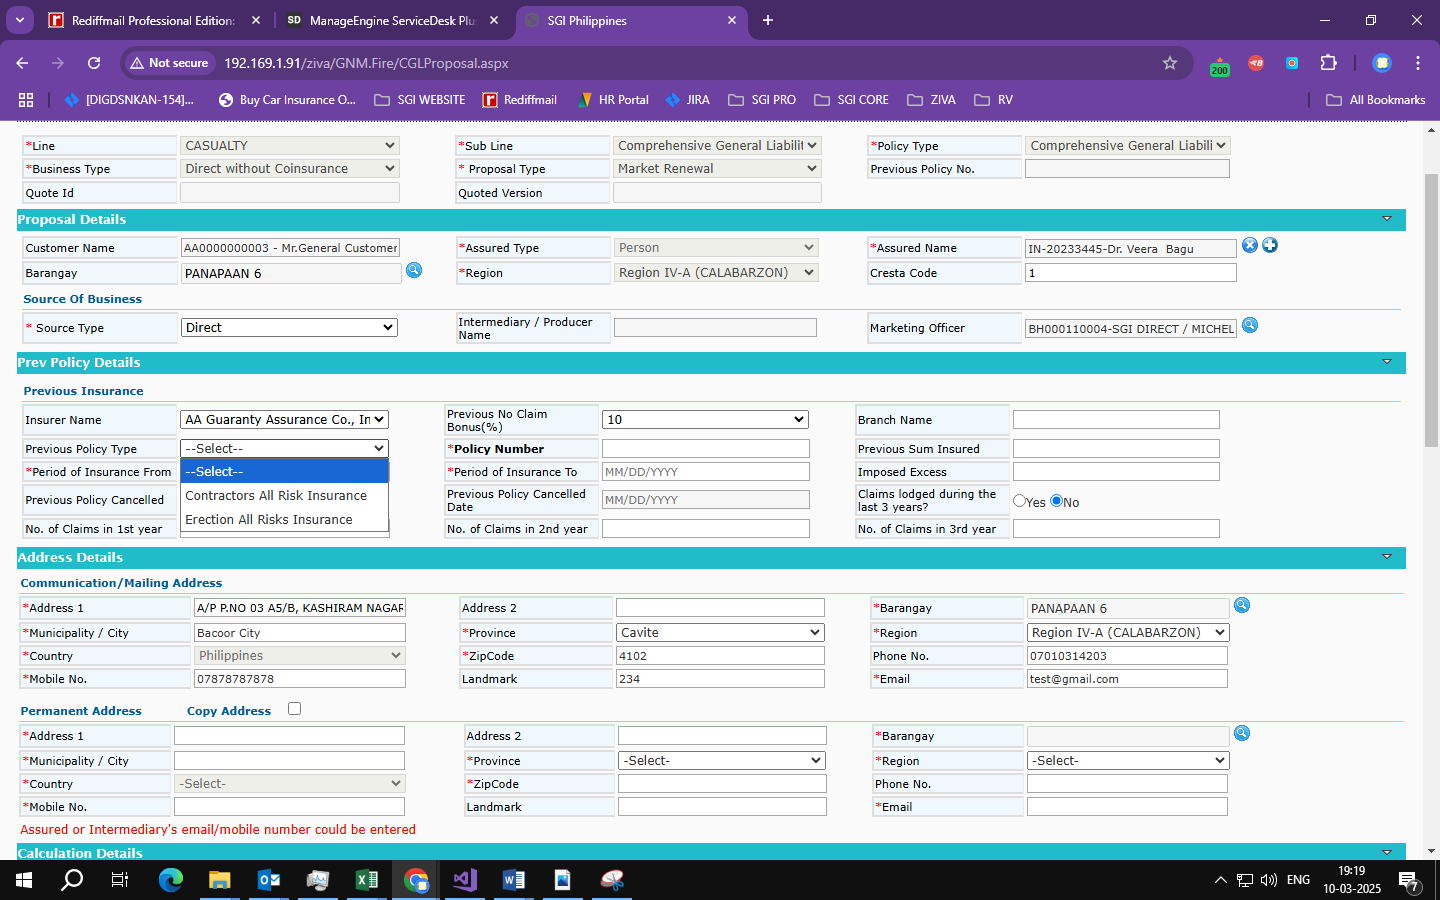 Rediffmail Professional Edition:
SD ManageEngine ServiceDesk Plu
SGI Philippines
Not secure 192.169.1.91/ziva/GNM.Fire/CGLProposal.aspx
200
[DIGDSNKAN-154]...
Buy Car Insurance O...
SGI WEBSITE
Rediffmail
HR Portal
JIRA
SGI PRO
SGI CORE
ZIVA
RV
All Bookmarks
*Line CASUALTY *Sub Line Comprehensive General Liabilit *Policy Type Comprehensive General Liabili
*Business Type Direct without Coinsurance * Proposal Type Market Renewal Previous Policy No.
Quote Id Quoted Version
Proposal Details
Customer Name AA0000000003 - Mr.General Customer *Assured Type Person *Assured Name IN-20233445-Dr. Veera Bagu
Barangay PANAPAAN 6 *Region Region IV-A (CALABARZON) Cresta Code 1
Source Of Business
* Source Type Direct Intermediary / Producer Name Marketing Officer BH000110004-SGI DIRECT / MICHEL
Prev Policy Details
Previous Insurance
Insurer Name AA Guaranty Assurance Co., In Previous No Claim Bonus(%) 10 Branch Name
Previous Policy Type --Select-- *Policy Number Previous Sum Insured
*Period of Insurance From --Select-- *Period of Insurance To MM/DD/YYYY Imposed Excess
Previous Policy Cancelled Contractors All Risk Insurance Previous Policy Cancelled Date MM/DD/YYYY Claims lodged during the last 3 years? Yes No
Erection All Risks Insurance
No. of Claims in 1st year No. of Claims in 2nd year No. of Claims in 3rd year
Address Details
Communication/Mailing Address
*Address 1 A/P P.NO 03 A5/B, KASHIRAM NAGAR Address 2 *Barangay PANAPAAN 6
*Municipality / City Bacoor City *Province Cavite *Region Region IV-A (CALABARZON)
*Country Philippines *ZipCode 4102 Phone No. 07010314203
*Mobile No. 07878787878 Landmark 234 *Email test@gmail.com
Permanent Address Copy Address
*Address 1 Address 2 *Barangay
*Municipality / City *Province -Select- *Region -Select-
*Country -Select- *ZipCode Phone No.
*Mobile No. Landmark *Email
Assured or Intermediary's email/mobile number could be entered
Calculation Details
ENG
19:19
10-03-2025
7